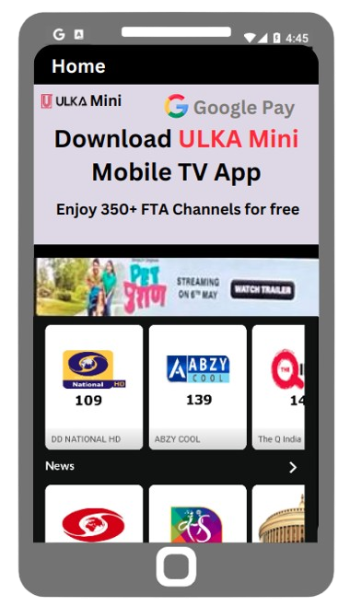 G A 4:45
Home
ULKA Mini
Google Pay
Download ULKA Mini
Mobile TV App
Enjoy 350+ FTA Channels for free
STREAMING
ON 6TH MAY
WATCH TRAILER
National HD
109
DD NATIONAL HD
ABZY
COOL
139
ABZY COOL
THE
Q I
14
The Q India
News